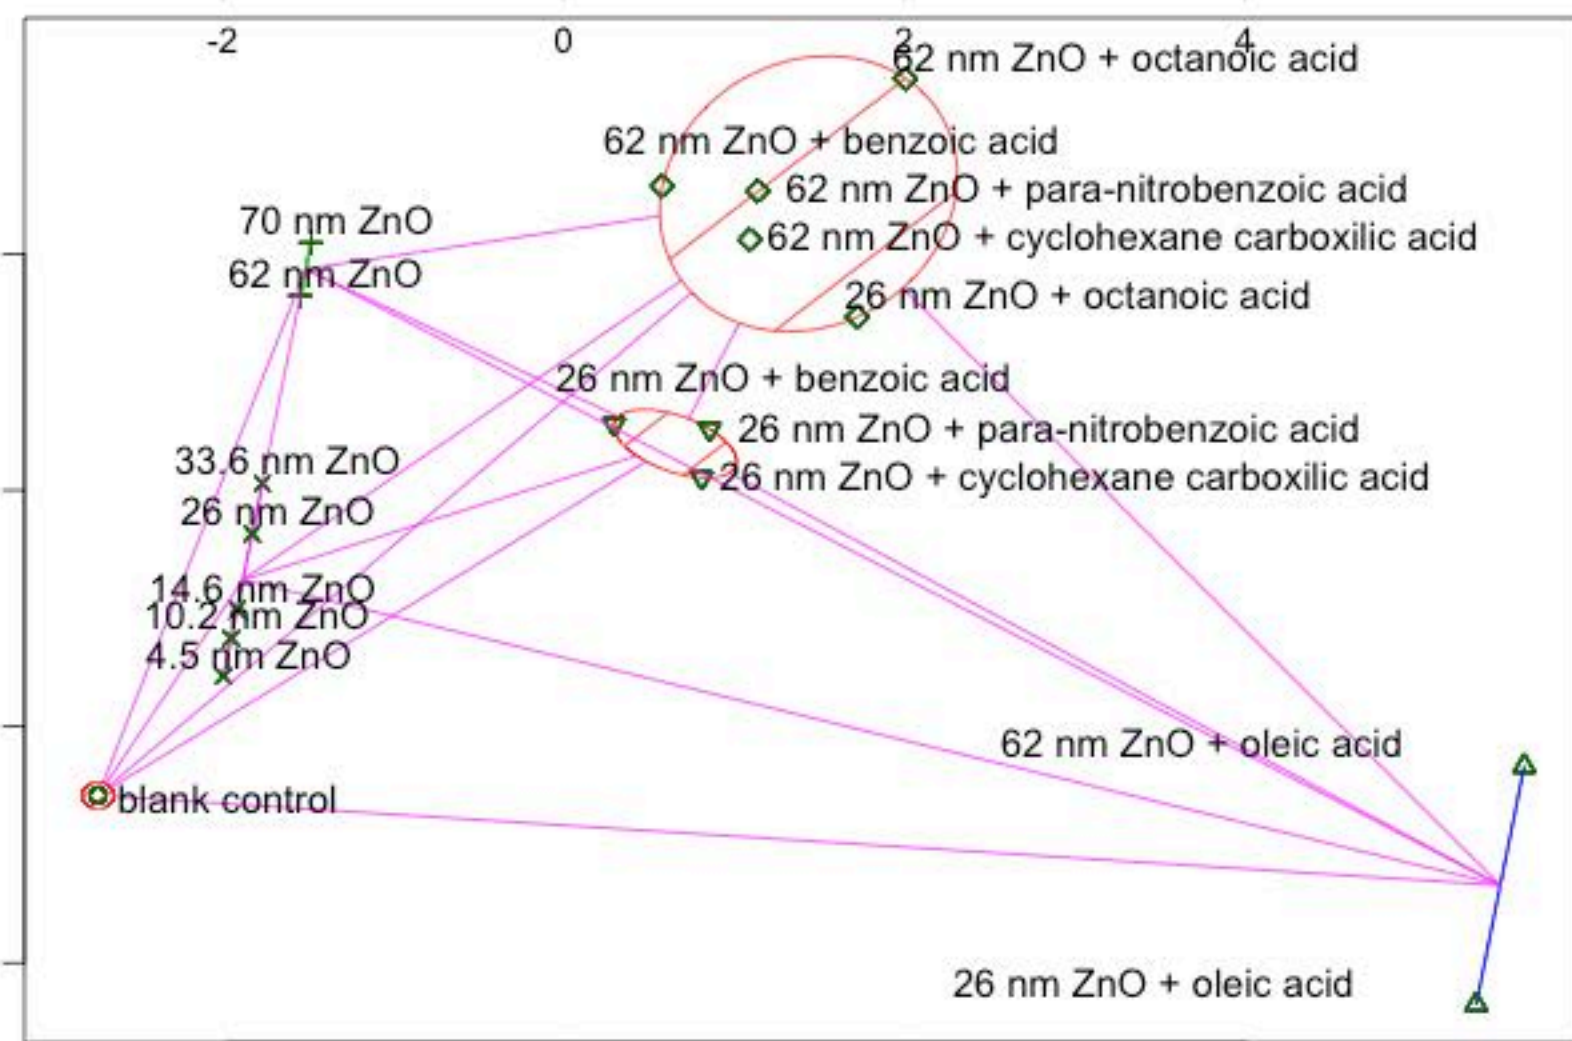 -2 0 2 4
62 nm ZnO + octanoic acid
62 nm ZnO + benzoic acid
62 nm ZnO + para-nitrobenzoic acid
70 nm ZnO
62 nm ZnO + cyclohexane carboxilic acid
62 nm ZnO
26 nm ZnO + octanoic acid
26 nm ZnO + benzoic acid
26 nm ZnO + para-nitrobenzoic acid
33.6 nm ZnO
26 nm ZnO + cyclohexane carboxilic acid
26 nm ZnO
14.6 nm ZnO
10.2 nm ZnO
4.5 nm ZnO
62 nm ZnO + oleic acid
blank control
26 nm ZnO + oleic acid